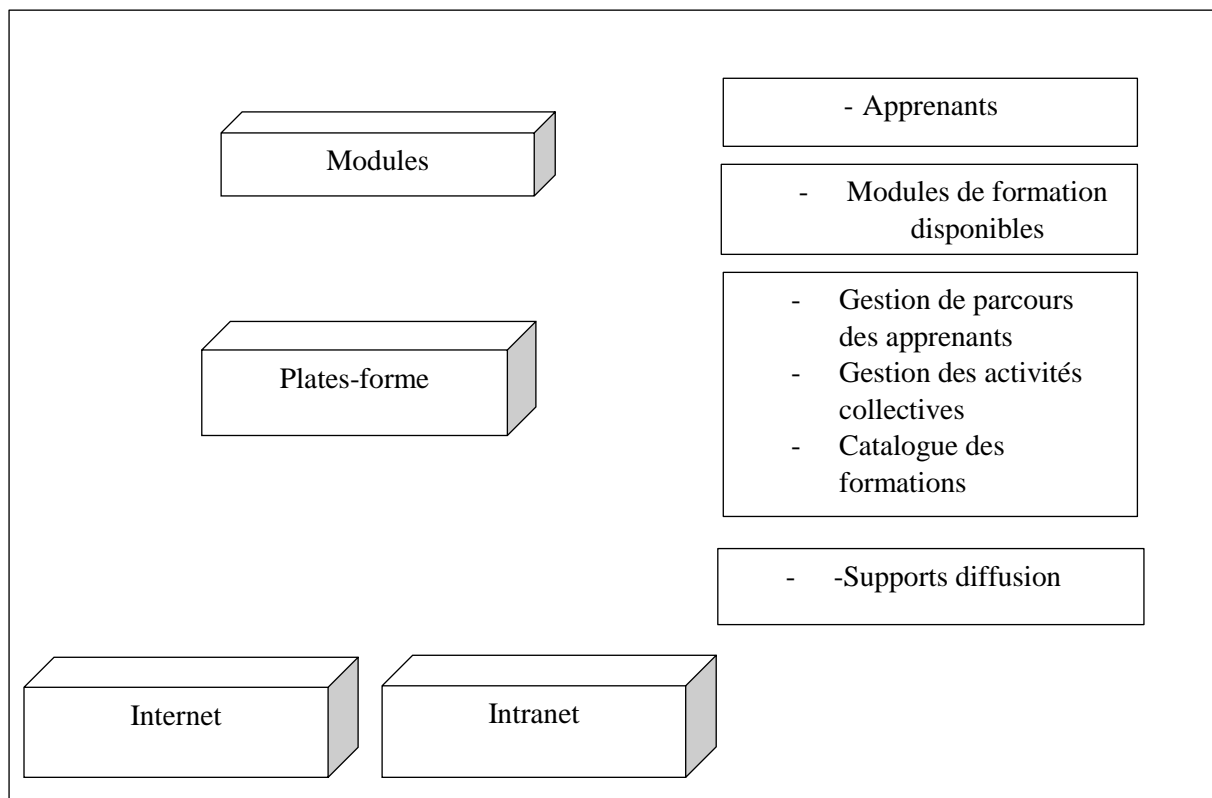 - Apprenants
Modules
- Modules de formation
disponibles
- Gestion de parcours
des apprenants
- Gestion des activités
collectives
- Catalogue des
formations
Plates-forme
- -Supports diffusion
Internet
Intranet